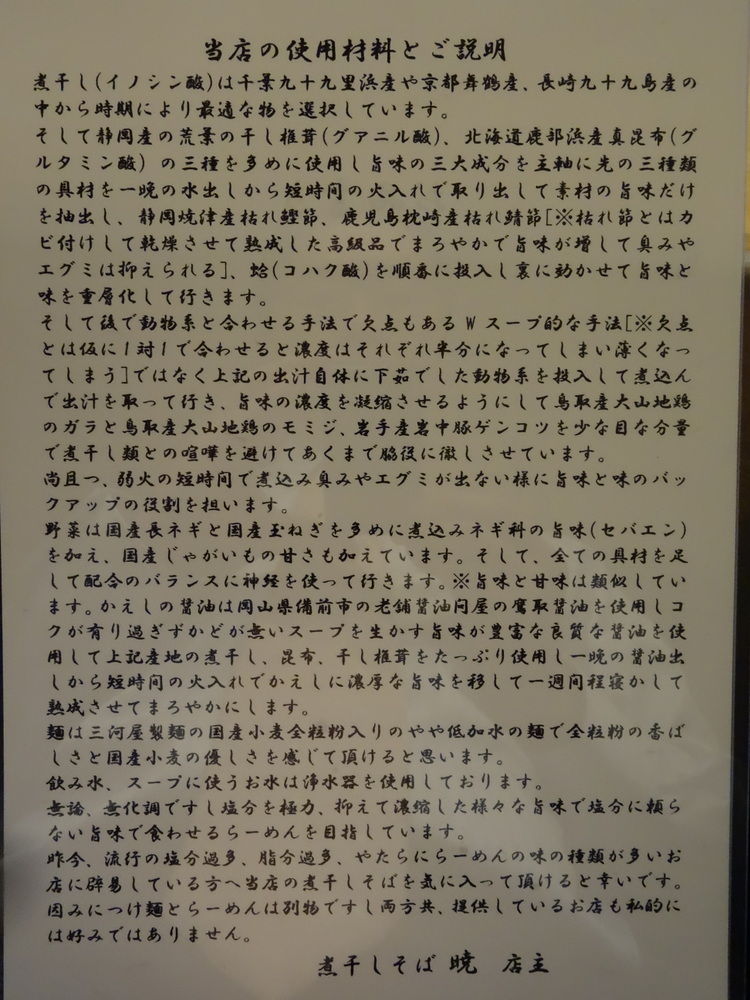 当店の使用材料とご説明
煮干し(イノシン酸)は千葉九十九里浜産や京都舞鶴産、長崎九十九島産の
中から時期により最適な物を選択しています。
そして静岡産の荒葉の干し椎茸(グアニル酸)、北海道鹿部浜産真昆布(グ
ルタミン酸)の三種を多めに使用し旨味の三大成分を主軸に先の三種類
の具材を一晩の水出しから短時間の火入れで取り出して素材の旨味だけ
を抽出し、静岡焼津産枯れ鰹節、鹿児島枕崎産枯れ鯖節[※枯れ節とはカ
ビ付けして乾燥させて熟成した高級品でまろやかで旨味が増して臭みや
エグミは抑えられる]、蛤(コハク酸)を順番に投入し裏に効かせて旨味と
味を重層化して行きます。
そして後で動物系と合わせる手法で欠点もあるWスープ的な手法[※欠点
とは仮に1対1で合わせると濃度はそれぞれ半分になってしまい薄くなっ
てしまう]ではなく上記の出汁自体に下茹でした動物系を投入して煮込ん
で出汁を取って行き、旨味の濃度を凝縮させるようにして鳥取産大山地鶏
のガラと鳥取産大山地鶏のモミジ、岩手産岩中豚ゲンコツを少な目な分量
で煮干し類との喧嘩を避けてあくまで脇役に徹しさせています。
尚且つ、弱火の短時間で煮込み臭みやエグミが出ない様に旨味と味のバッ
クアップの役割を担います。
野菜は国産長ネギと国産玉ねぎを多めに煮込みネギ科の旨味(セバエン)
を加え、国産じゃがいもの甘さも加えています。そして、全ての具材を足
して配合のバランスに神経を使って行きます。※旨味と甘味は類似してい
ます。かえしの醤油は岡山県備前市の老舗醤油問屋の鷹取醤油を使用しコ
クが有り過ぎずかどが無いスープを生かす旨味が豊富な良質な醤油を使
用して上記産地の煮干し、昆布、干し椎茸をたっぷり使用し一晩の醤油出
しから短時間の火入れでかえしに濃厚な旨味を移して一週間程寝かして
熟成させてまろやかにします。
麺は三河屋製麺の国産小麦全粒粉入りのやや低加水の麺で全粒粉の香ば
しさと国産小麦の優しさを感じて頂けると思います。
飲み水、スープに使うお水は浄水器を使用しております。
無論、無化調ですし塩分を極力、抑えて濃縮した様々な旨味で塩分に頼ら
ない旨味で食わせるらーめんを目指しています。
昨今、流行の塩分過多、脂分過多、やたらにらーめんの味の種類が多いお
店に辟易している方へ当店の煮干しそばを気に入って頂けると幸いです。
因みにつけ麺とらーめんは別物ですし両方共、提供しているお店も私的に
は好みではありません。
煮干しそば 暁 店主